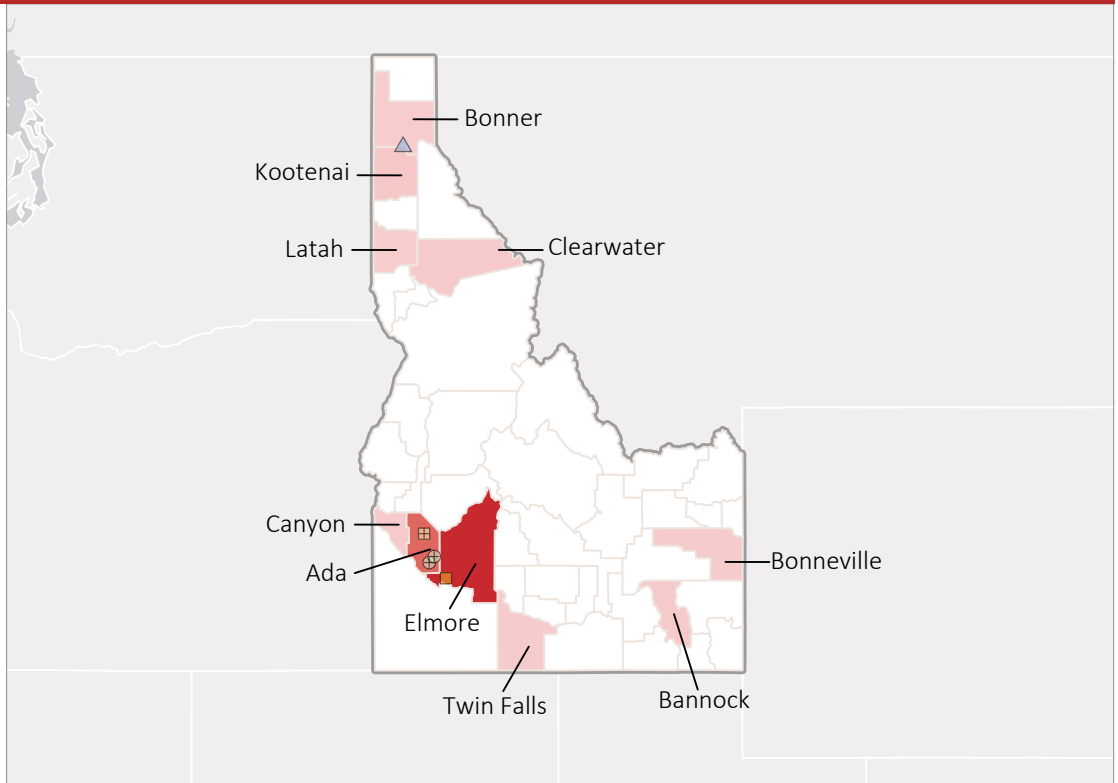 Bonner
Kootenai
Latah
Clearwater
Canyon
Ada
Bonneville
Elmore
Twin Falls
Bannock